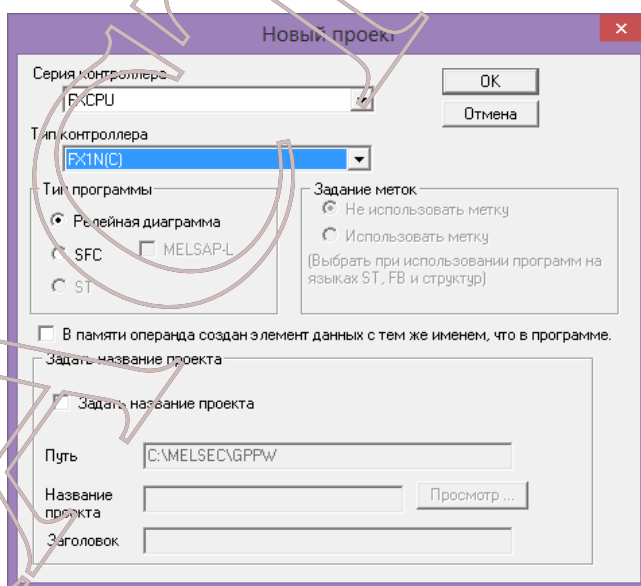 Новый проект
Серия контроллера
FXCPU
OK
Отмена
Тип контроллера
FX1N(C)
Тип программы
Релейная диаграмма
SFC
MELSAP-L
ST
Задание меток
Не использовать метку
Использовать метку
(Выбрать при использовании программ на
языках ST, FB и структур)
В памяти операнда создан элемент данных с тем же именем, что в программе.
Задать название проекта
Задать название проекта
Путь
C:\MELSEC\GPPW
Название
проекта
Просмотр ...
Заголовок